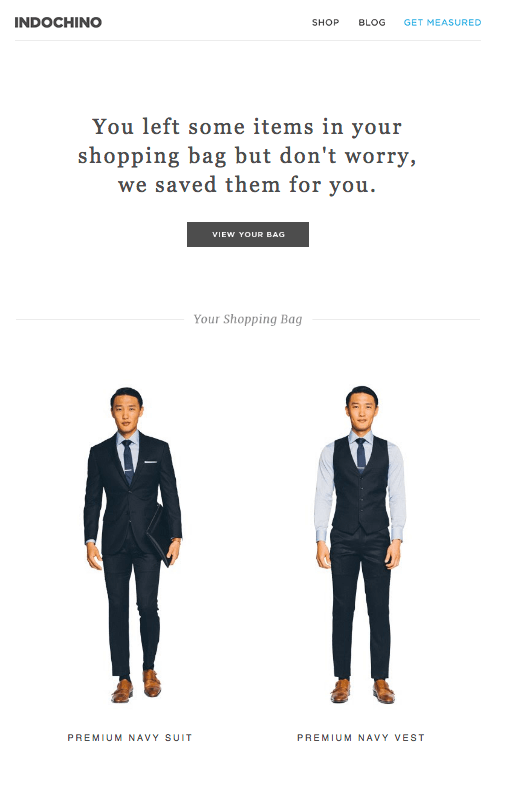 INDOCHINO
SHOP BLOG GET MEASURED
You left some items in your
shopping bag but don't worry,
we saved them for you.
VIEW YOUR BAG
Your Shopping Bag
PREMIUM NAVY SUIT
PREMIUM NAVY VEST